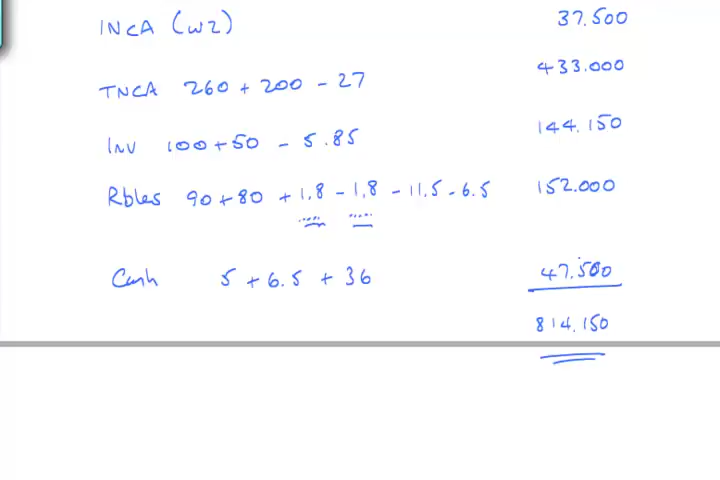 INCA (W2) 37.500
TNCA 260 + 200 - 27 433.000
INV 100 + 50 - 5.85 144.150
Rbles 90 + 80 + 1.8 - 1.8 - 11.5 - 6.5 152.000
Cash 5 + 6.5 + 36 47.500
814.150